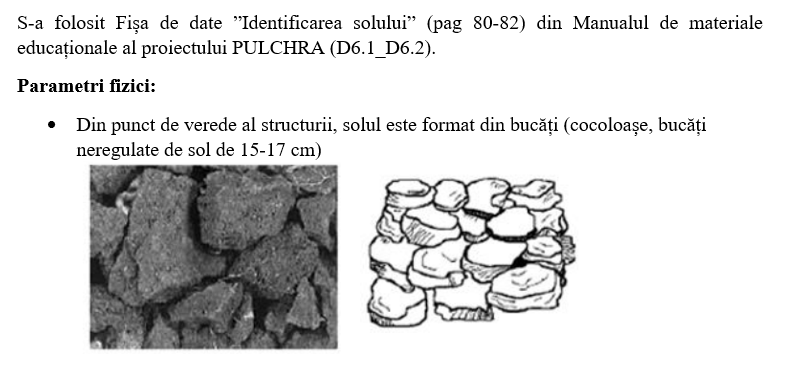 S-a folosit Fișa de date ”Identificarea solului” (pag 80-82) din Manualul de materiale
educaționale al proiectului PULCHRA (D6.1_D6.2).
Parametri fizici:
• Din punct de verede al structurii, solul este format din bucăți (cocoloașe, bucăți
neregulate de sol de 15-17 cm)